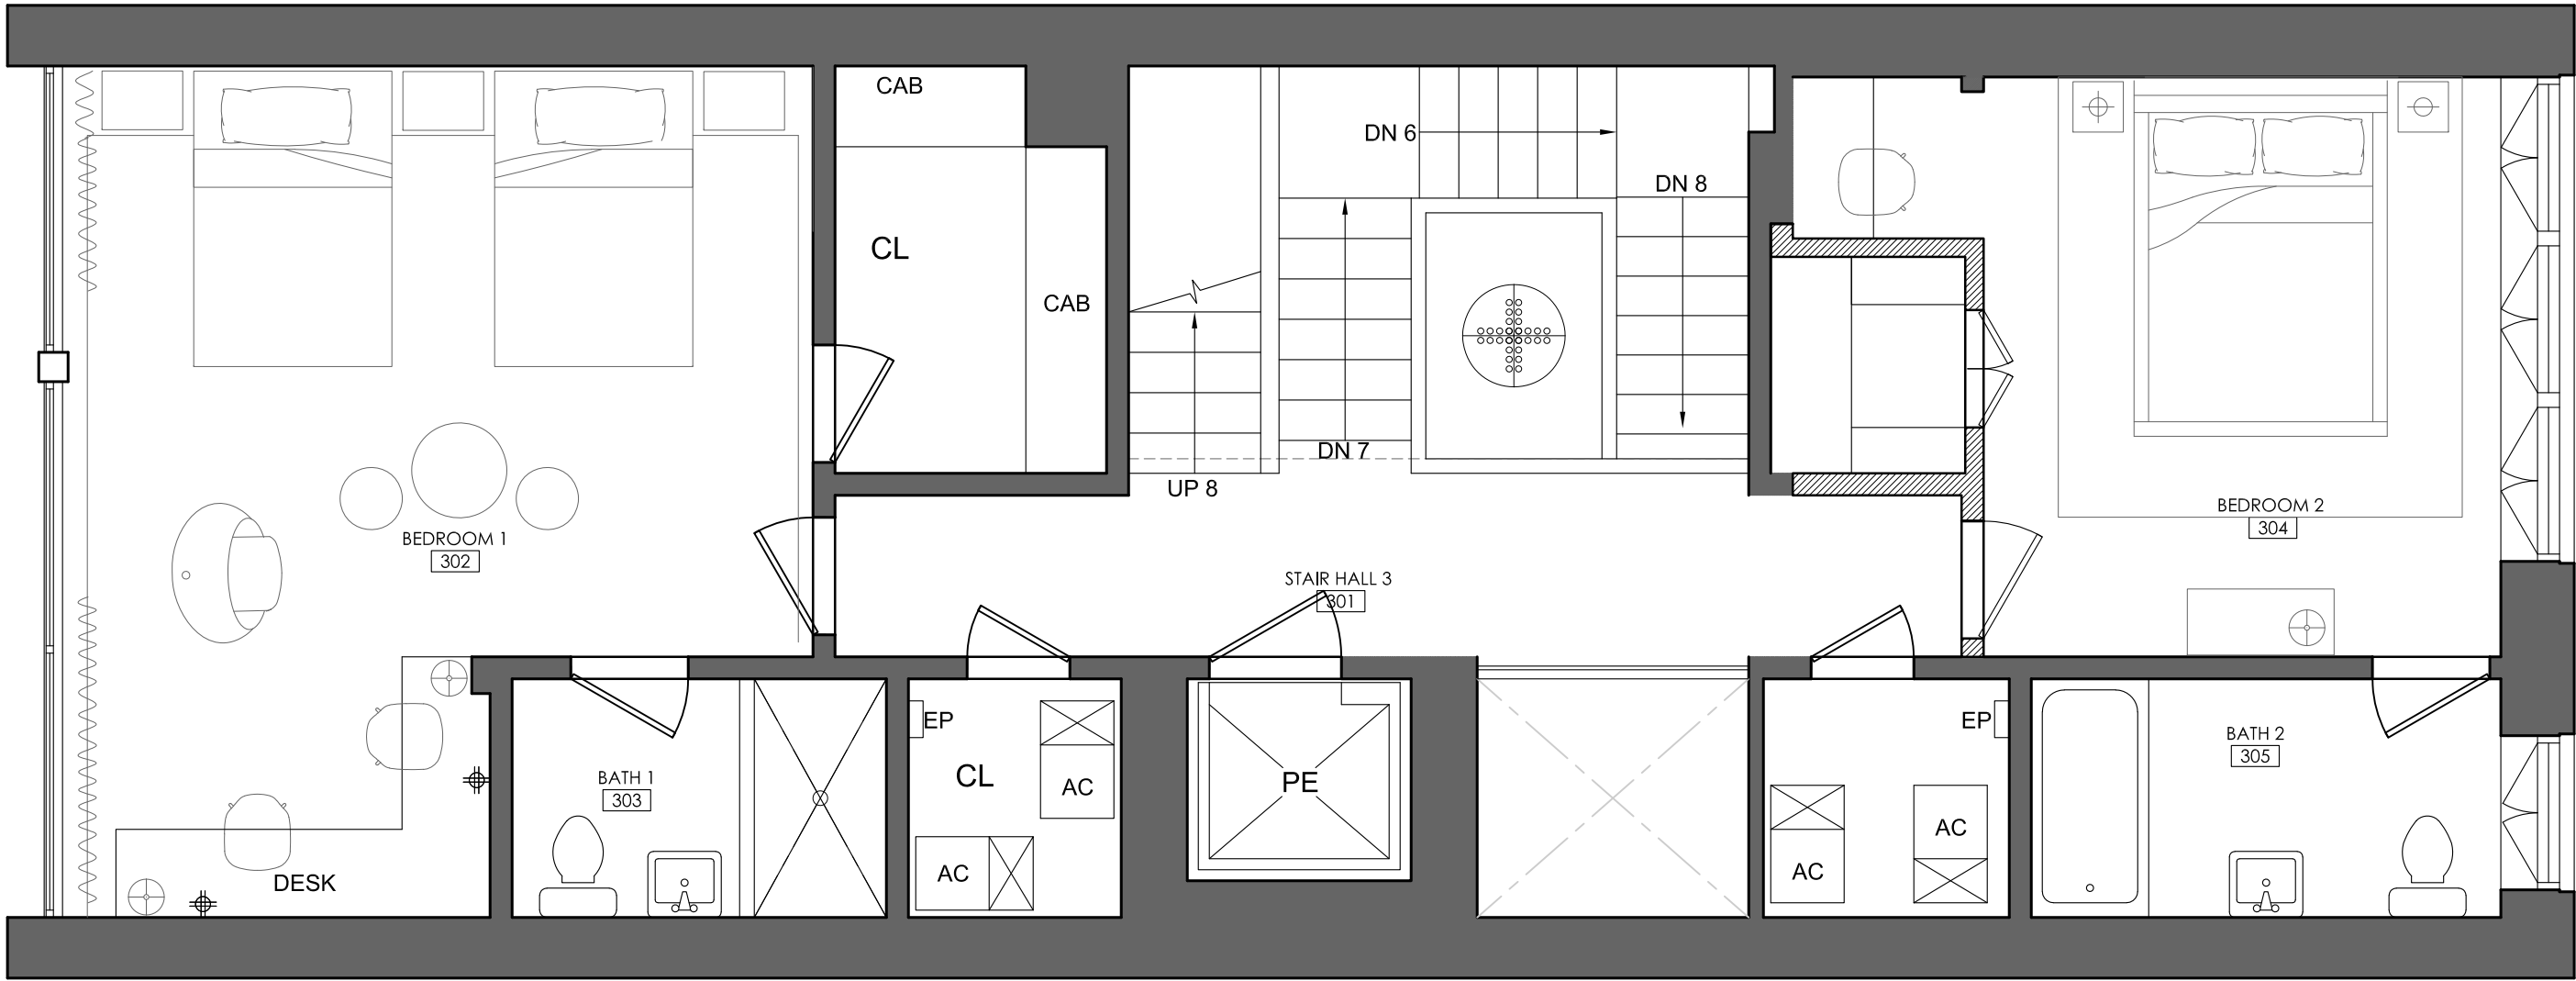 CAB
DN 6
DN 8
CL
CAB
DN 7
UP 8
BEDROOM 1
302
BEDROOM 2
304
STAIR HALL 3
301
EP
EP
BATH 2
305
BATH 1
303
CL
AC
PE
AC
AC
AC
DESK